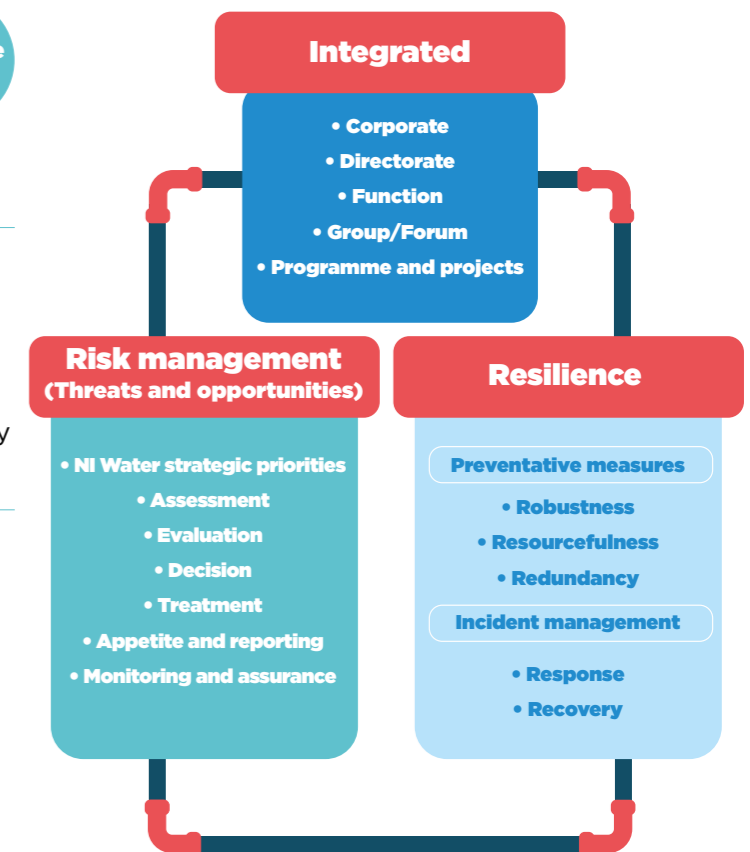 e
Integrated
• Corporate
• Directorate
• Function
• Group/Forum
• Programme and projects
Risk management
(Threats and opportunities)
• NI Water strategic priorities
• Assessment
• Evaluation
• Decision
• Treatment
• Appetite and reporting
• Monitoring and assurance
y
Resilience
Preventative measures
• Robustness
• Resourcefulness
• Redundancy
Incident management
• Response
• Recovery